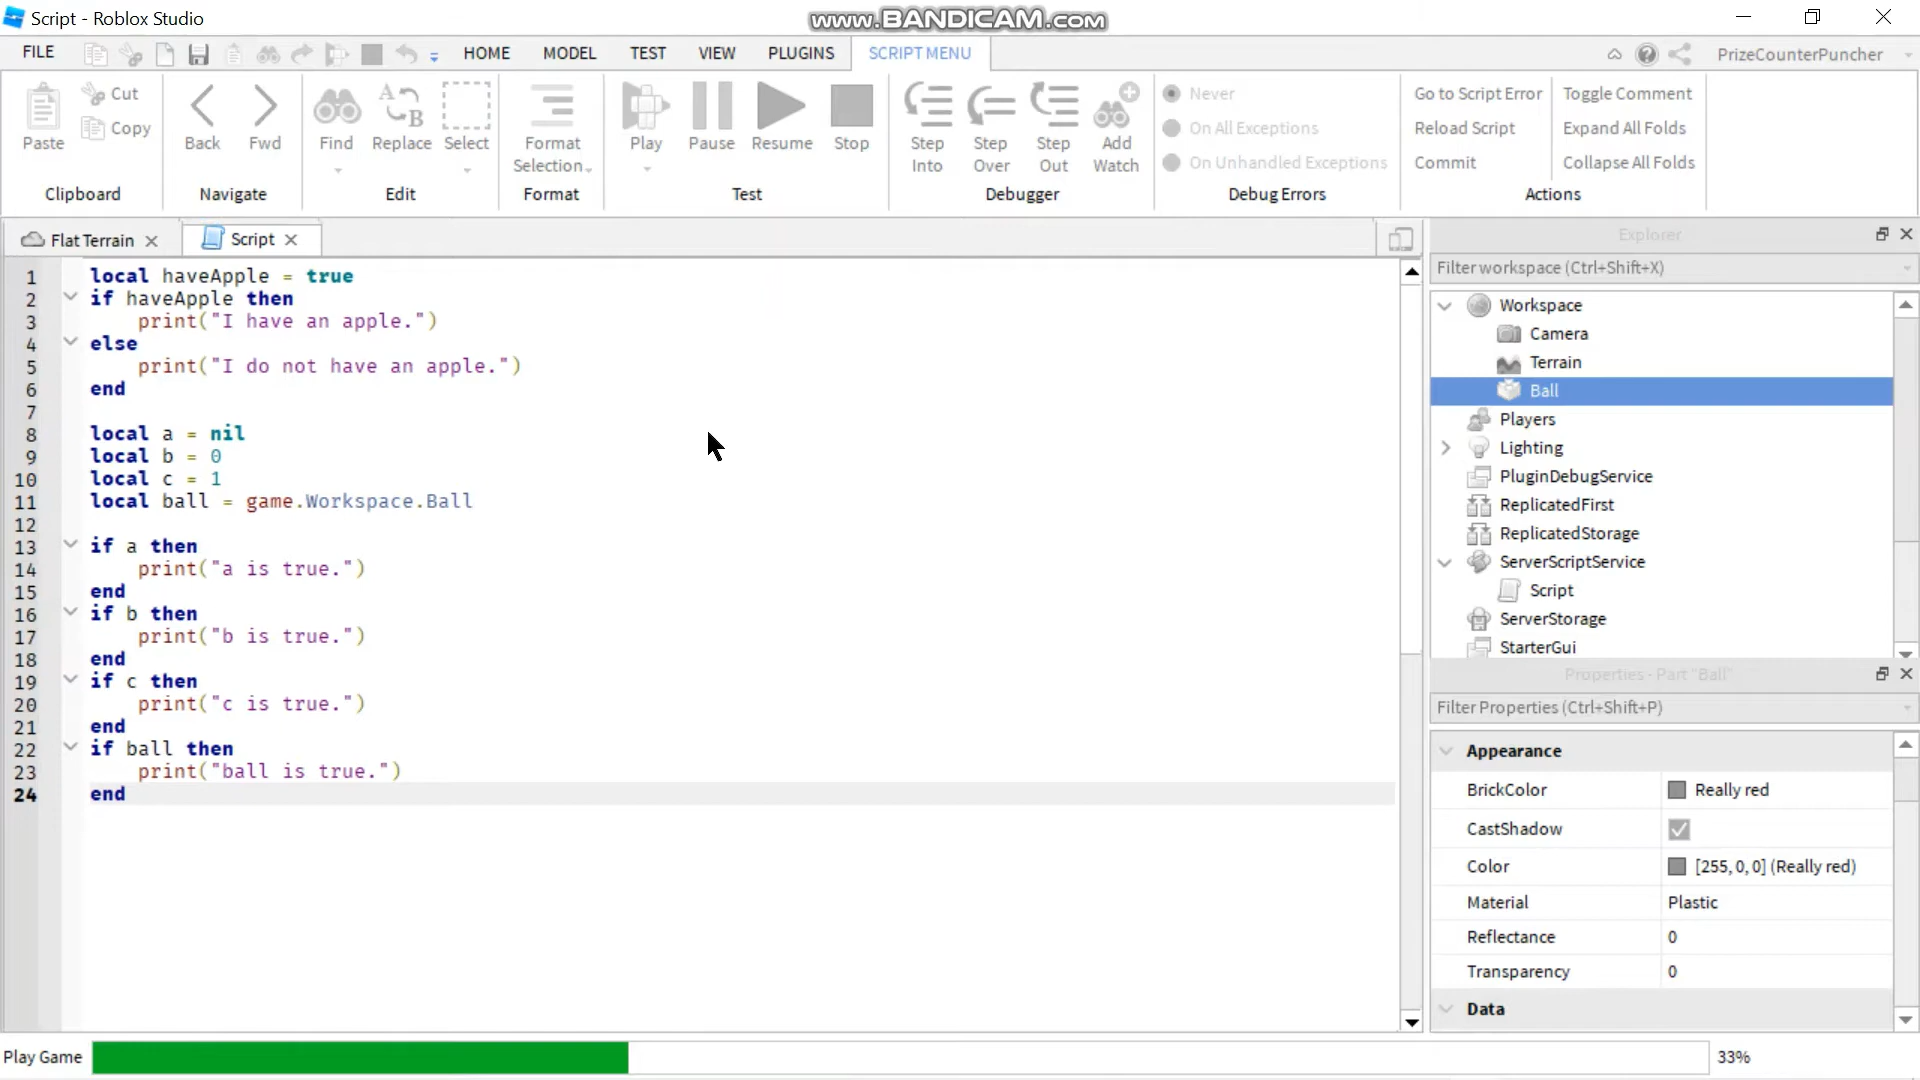 Script - Roblox Studio
www.BANDICAM.com
FILE
HOME
MODEL
TEST
VIEW
PLUGINS
SCRIPT MENU
PrizeCounterPuncher
Paste
Cut
Copy
Clipboard
Back
Fwd
Navigate
Find
Replace
Select
Edit
Format
Selection
Format
Play
Pause
Resume
Stop
Test
Step
Into
Step
Over
Step
Out
Add
Watch
Debugger
Never
On All Exceptions
On Unhandled Exceptions
Debug Errors
Go to Script Error
Reload Script
Commit
Toggle Comment
Expand All Folds
Collapse All Folds
Actions
Flat Terrain
Script
1 local haveApple = true
2 if haveApple then
3 print("I have an apple.")
4 else
5 print("I do not have an apple.")
6 end
7
8 local a = nil
9 local b = 0
10 local c = 1
11 local ball = game.Workspace.Ball
12
13 if a then
14 print("a is true.")
15 end
16 if b then
17 print("b is true.")
18 end
19 if c then
20 print("c is true.")
21 end
22 if ball then
23 print("ball is true.")
24 end
Explorer
Filter workspace (Ctrl+Shift+X)
Workspace
Camera
Terrain
Ball
Players
Lighting
PluginDebugService
ReplicatedFirst
ReplicatedStorage
ServerScriptService
Script
ServerStorage
StarterGui
Properties - Part "Ball"
Filter Properties (Ctrl+Shift+P)
Appearance
BrickColor Really red
CastShadow
Color [255, 0, 0] (Really red)
Material Plastic
Reflectance 0
Transparency 0
Data
Play Game
33%